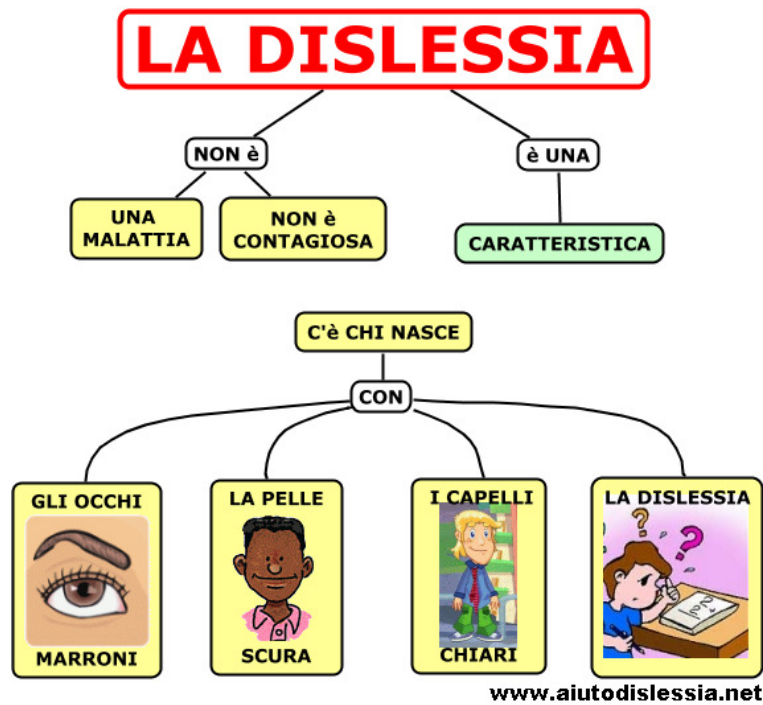 LA DISLESSIA
NON è
è UNA
UNA
MALATTIA
NON è
CONTAGIOSA
CARATTERISTICA
C'è CHI NASCE
CON
GLI OCCHI
MARRONI
LA PELLE
SCURA
I CAPELLI
CHIARI
LA DISLESSIA
? ?
www.aiutodislessia.net